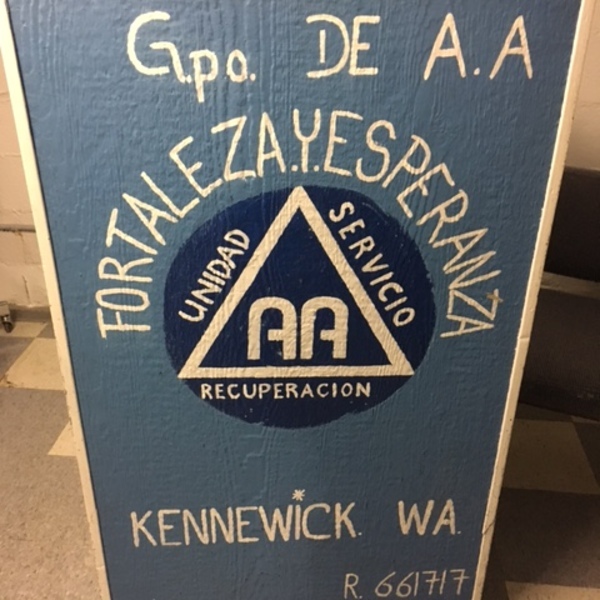 G.po. DE A.A
FORTALEZA.Y.ESPERANZA
UNIDAD
SERVICIO
AA
RECUPERACION
KENNEWICK. WA.
R. 661717